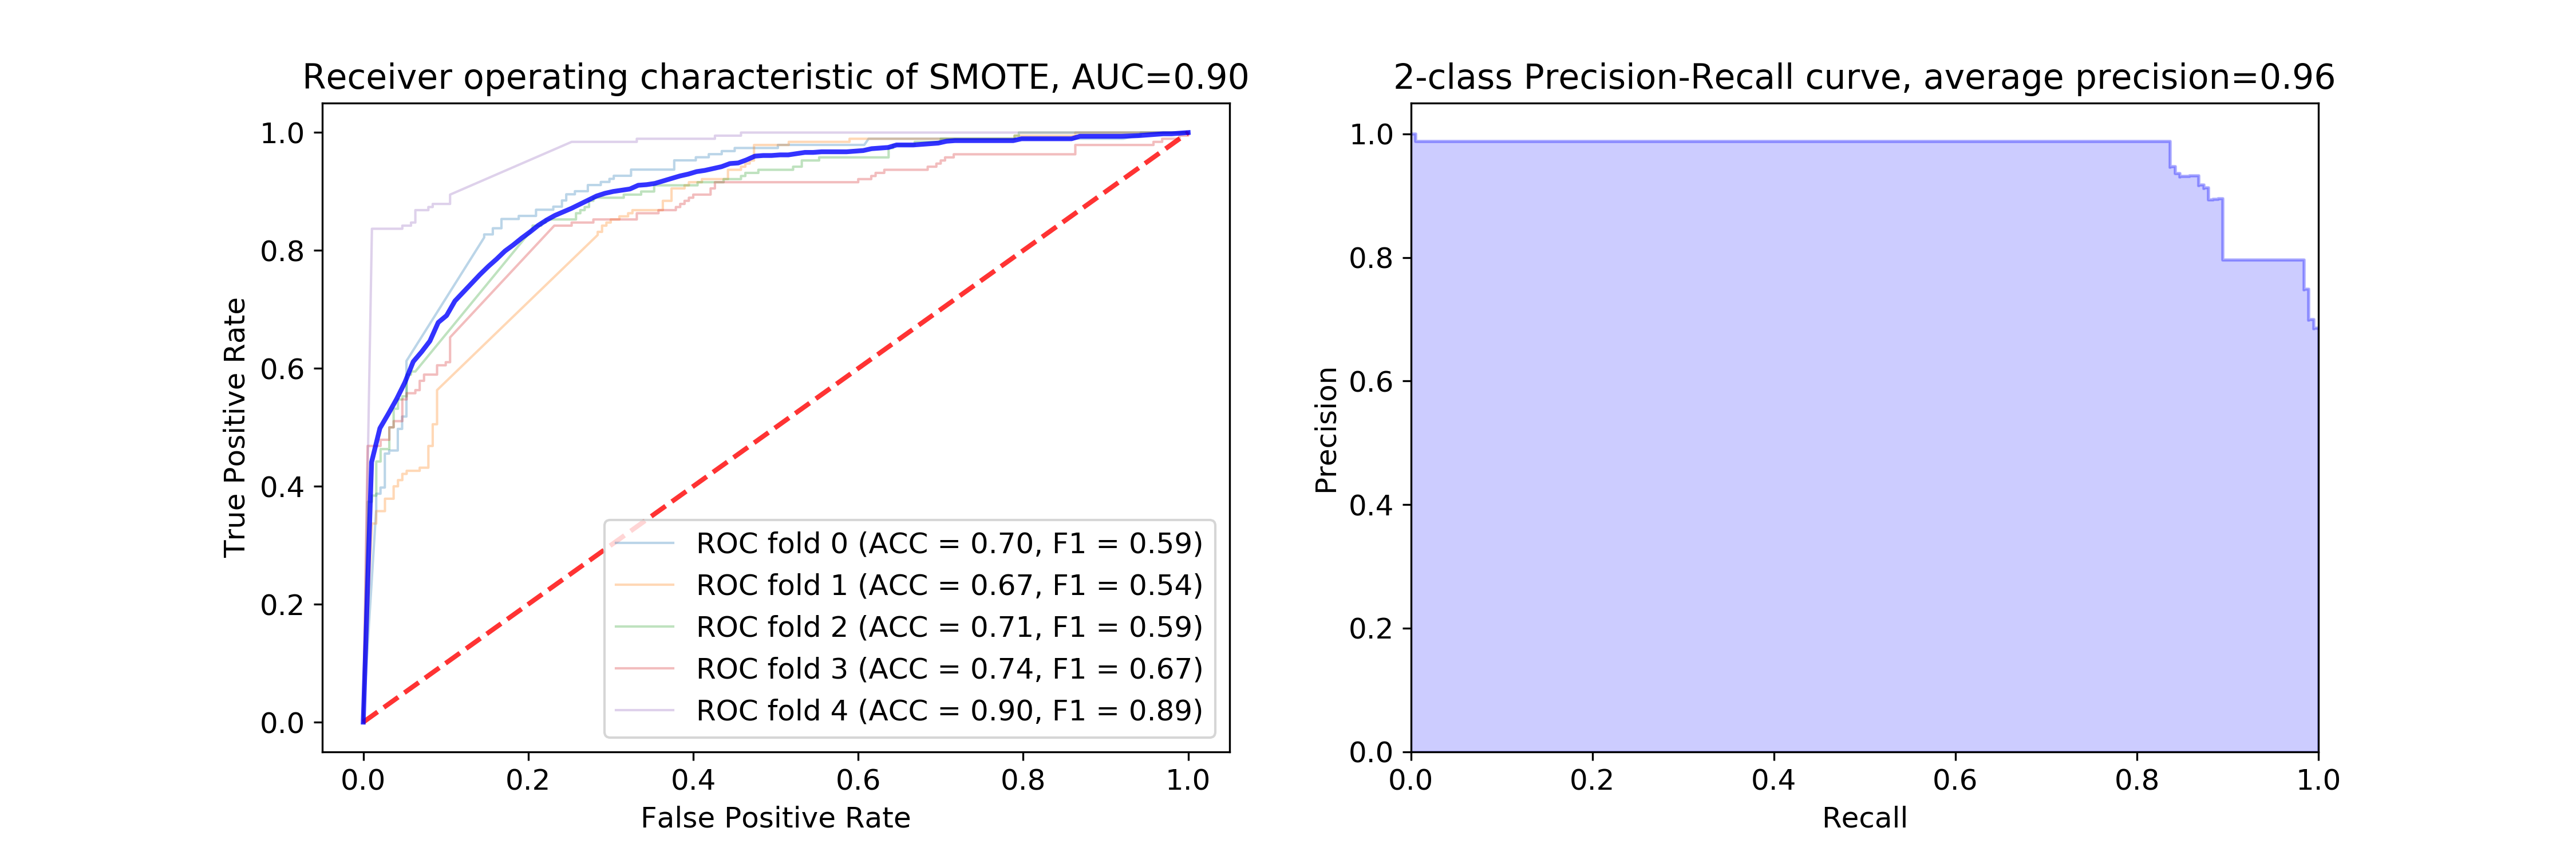 Receiver operating characteristic of SMOTE, AUC=0.90
True Positive Rate
1.0
0.8
0.6
0.4
0.2
0.0
ROC fold 0 (ACC = 0.70, F1 = 0.59)
ROC fold 1 (ACC = 0.67, F1 = 0.54)
ROC fold 2 (ACC = 0.71, F1 = 0.59)
ROC fold 3 (ACC = 0.74, F1 = 0.67)
ROC fold 4 (ACC = 0.90, F1 = 0.89)
0.0 0.2 0.4 0.6 0.8 1.0
False Positive Rate
2-class Precision-Recall curve, average precision=0.96
Precision
1.0
0.8
0.6
0.4
0.2
0.0
0.0 0.2 0.4 0.6 0.8 1.0
Recall